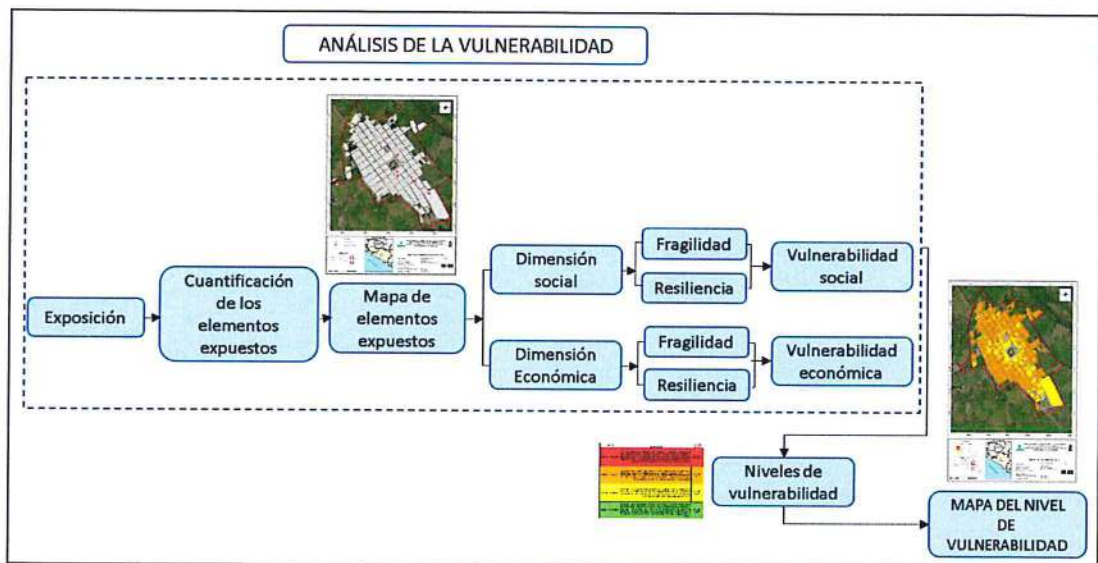 ANÁLISIS DE LA VULNERABILIDAD
Exposición
Cuantificación
de los
elementos
expuestos
Mapa de
elementos
expuestos
Dimensión
social
Fragilidad
Resiliencia
Vulnerabilidad
social
Dimensión
Económica
Fragilidad
Resiliencia
Vulnerabilidad
económica
Niveles de
vulnerabilidad
MAPA DEL NIVEL
DE
VULNERABILIDAD